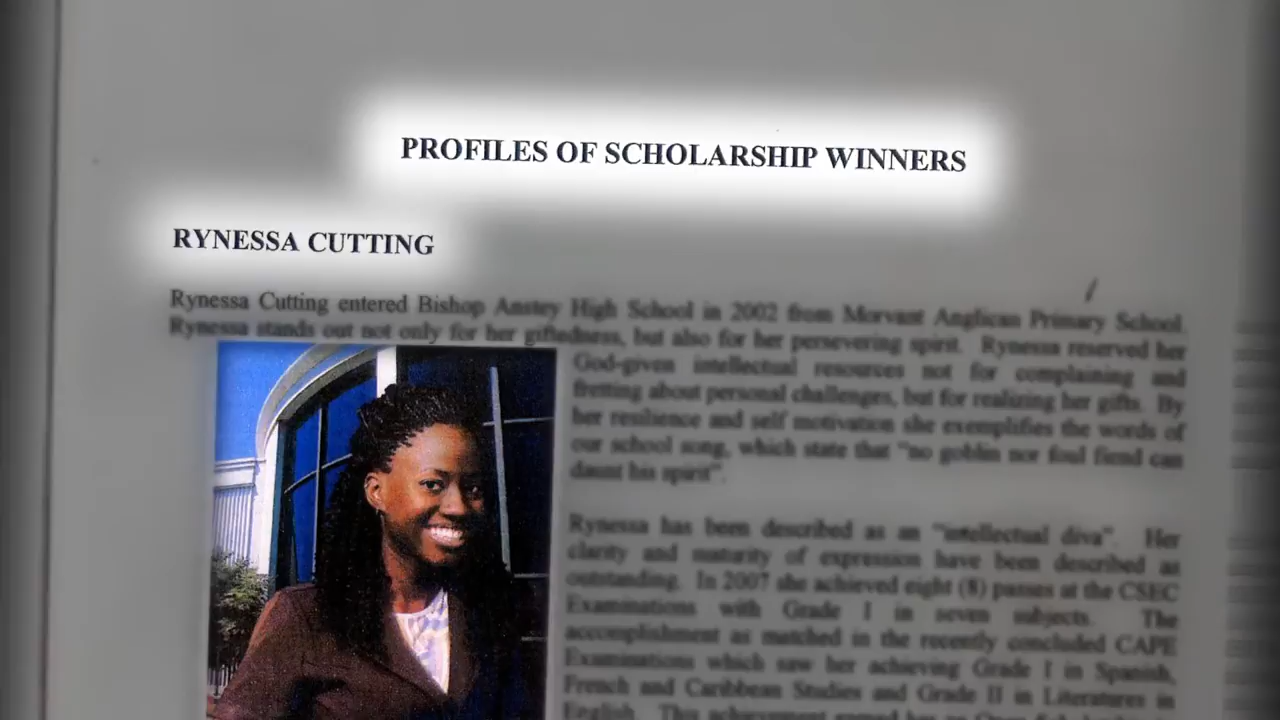 PROFILES OF SCHOLARSHIP WINNERS
RYNESSA CUTTING
Rynessa Cutting entered Bishop Anstey High School in 2002 from Morvant Anglican Primary School.
Rynessa stands out not only for her giftedness, but also for her persevering spirit. Rynessa reserved her
God-given intellectual resources not for complaining and
fretting about personal challenges, but for realizing her gifts. By
her resilience and self motivation she exemplifies the words of
our school song, which state that "no goblin nor foul fiend can
daunt his spirit".
Rynessa has been described as an "intellectual diva". Her
clarity and maturity of expression have been described as
outstanding. In 2007 she achieved eight (8) passes at the CSEC
Examinations with Grade I in seven subjects. The
accomplishment as matched in the recently concluded CAPE
Examinations which saw her achieving Grade I in Spanish,
French and Caribbean Studies and Grade II in Literatures in
English. This achievement earned her an Open